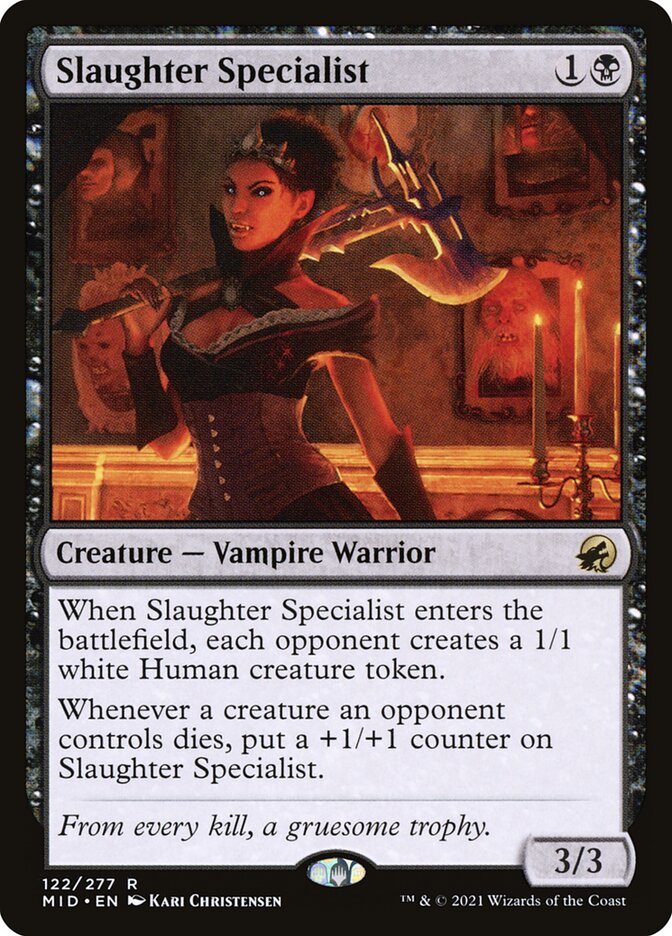 Slaughter Specialist 1
Creature — Vampire Warrior
When Slaughter Specialist enters the
battlefield, each opponent creates a 1/1
white Human creature token.
Whenever a creature an opponent
controls dies, put a +1/+1 counter on
Slaughter Specialist.
From every kill, a gruesome trophy.
3/3
122/277 R
MID • EN Kari Christensen
™ & © 2021 Wizards of the Coast